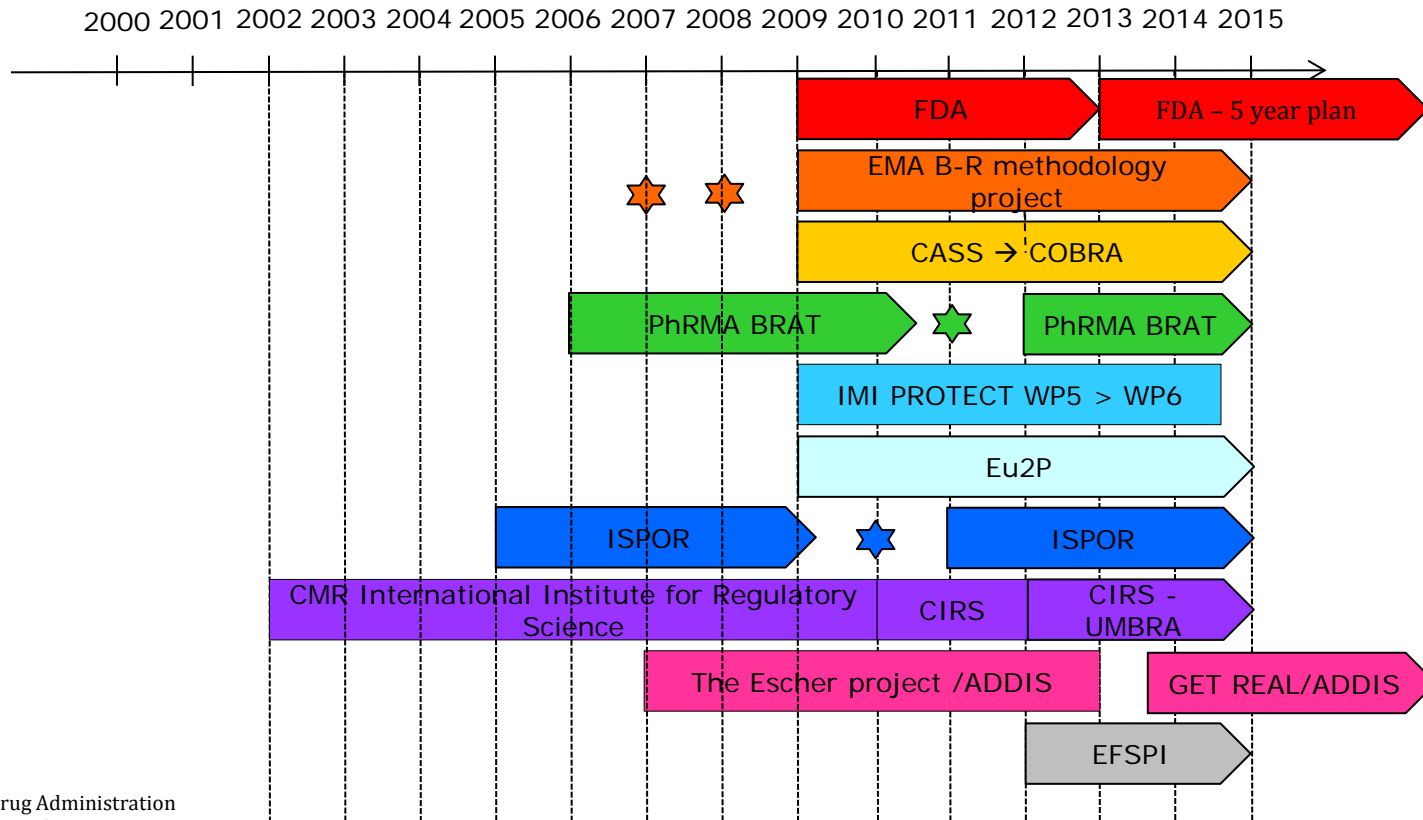 2000 2001 2002 2003 2004 2005 2006 2007 2008 2009 2010 2011 2012 2013 2014 2015
FDA
FDA – 5 year plan
EMA B-R methodology
project
CASS → COBRA
PhRMA BRAT
PhRMA BRAT
IMI PROTECT WP5 > WP6
Eu2P
ISPOR
ISPOR
CMR International Institute for Regulatory
Science
CIRS
CIRS -
UMBRA
The Escher project /ADDIS
GET REAL/ADDIS
EFSPI
rug Administration